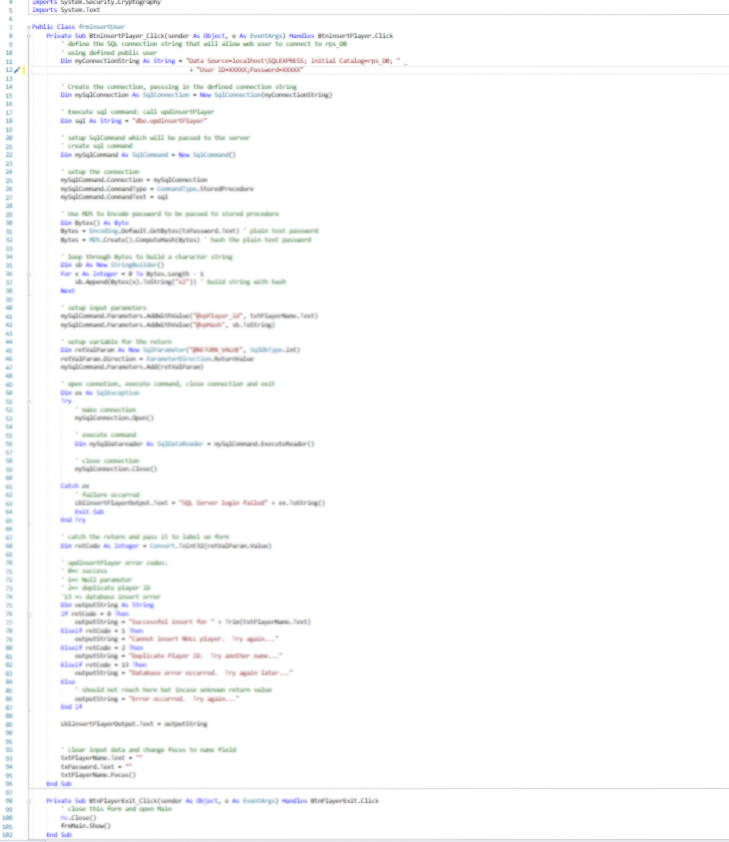 4 Imports System.Security.Cryptography
5 Imports System.Text
6
7 Public Class frmInsertUser
8 Private Sub BtnInsertPlayer_Click(sender As Object, e As EventArgs) Handles BtnInsertPlayer.Click
9 ' define the SQL connection string that will allow web user to connect to rps_DB
10 ' using defined public user
11 Dim myConnectionString As String = "Data Source=localhost\SQLEXPRESS; initial Catalog=rps_DB; " _
12 + "User ID=XXXXX;Password=XXXXX"
13
14 ' Create the connection, passsing in the defined connection string
15 Dim mySqlConnection As SqlConnection = New SqlConnection(myConnectionString)
16
17 ' Execute sql command: call updInsertPlayer
18 Dim sql As String = "dbo.updInsertPlayer"
19
20 ' setup SqlCommand which will be passed to the server
21 ' create sql command
22 Dim mySqlCommand As SqlCommand = New SqlCommand()
23
24 ' setup the connection
25 mySqlCommand.Connection = mySqlConnection
26 mySqlCommand.CommandType = CommandType.StoredProcedure
27 mySqlCommand.CommandText = sql
28
29 ' Use MD5 to Encode password to be passed to stored procedure
30 Dim Bytes() As Byte
31 Bytes = Encoding.Default.GetBytes(txPassword.Text) ' plain text password
32 Bytes = MD5.Create().ComputeHash(Bytes) ' hash the plain text password
33
34 ' loop through Bytes to build a character string
35 Dim sb As New StringBuilder()
36 For x As Integer = 0 To Bytes.Length - 1
37 sb.Append(Bytes(x).ToString("x2")) ' build string with hash
38 Next
39
40 ' setup input parameters
41 mySqlCommand.Parameters.AddWithValue("@upPlayer_id", txtPlayerName.Text)
42 mySqlCommand.Parameters.AddWithValue("@upHash", sb.ToString)
43
44 ' setup variable for the return
45 Dim retValParam As New SqlParameter("@RETURN_VALUE", SqlDbType.Int)
46 retValParam.Direction = ParameterDirection.ReturnValue
47 mySqlCommand.Parameters.Add(retValParam)
48
49 ' open connetion, execute command, close connection and exit
50 Dim ex As SqlException
51 Try
52 ' make connection
53 mySqlConnection.Open()
54
55 ' execute command
56 Dim mySqlDatareader As SqlDataReader = mySqlCommand.ExecuteReader()
57
58 ' close connection
59 mySqlConnection.Close()
60
61 Catch ex
62 ' failure occurred
63 LblInsertPlayerOutput.Text = "SQL Server login failed" + ex.ToString()
64 Exit Sub
65 End Try
66
67 ' catch the return and pass it to label on form
68 Dim retCode As Integer = Convert.ToInt32(retValParam.Value)
69
70 ' updInsertPlayer error codes:
71 ' 0=> success
72 ' 1=> Null parameter
73 ' 2=> duplicate player ID
74 '13 => database insert error
75 Dim outputString As String
76 If retCode = 0 Then
77 outputString = "Successful insert for " + Trim(txtPlayerName.Text)
78 ElseIf retCode = 1 Then
79 outputString = "Cannot insert NULL player. Try again..."
80 ElseIf retCode = 2 Then
81 outputString = "Duplicate Player ID. Try another name..."
82 ElseIf retCode = 13 Then
83 outputString = "Database error occurred. Try again later..."
84 Else
85 ' should not reach here but incase unknown return value
86 outputString = "Error occurred. Try again..."
87 End If
88
89 LblInsertPlayerOutput.Text = outputString
90
91
92 ' clear input data and change focus to name field
93 txtPlayerName.Text = ""
94 txPassword.Text = ""
95 txtPlayerName.Focus()
96 End Sub
97
98 Private Sub BtnPlayerExit_Click(sender As Object, e As EventArgs) Handles BtnPlayerExit.Click
99 ' close this form and open Main
100 Me.Close()
101 frmMain.Show()
102 End Sub